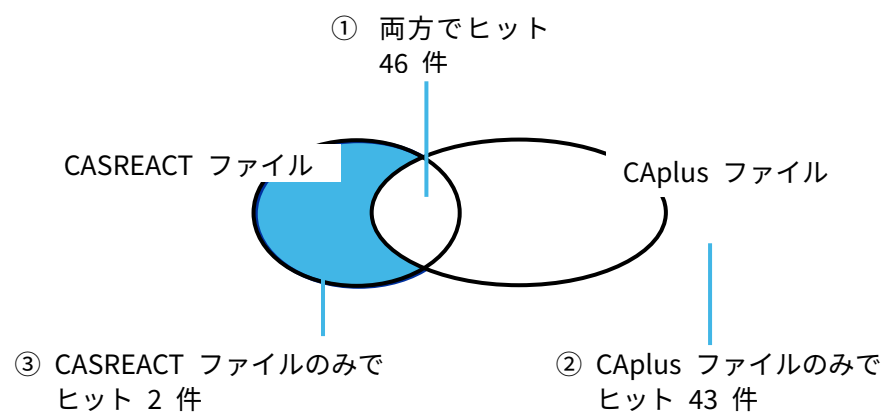 ① 両方でヒット
46 件
CASREACT ファイル
CAplus ファイル
③ CASREACT ファイルのみで
ヒット 2 件
② CAplus ファイルのみで
ヒット 43 件